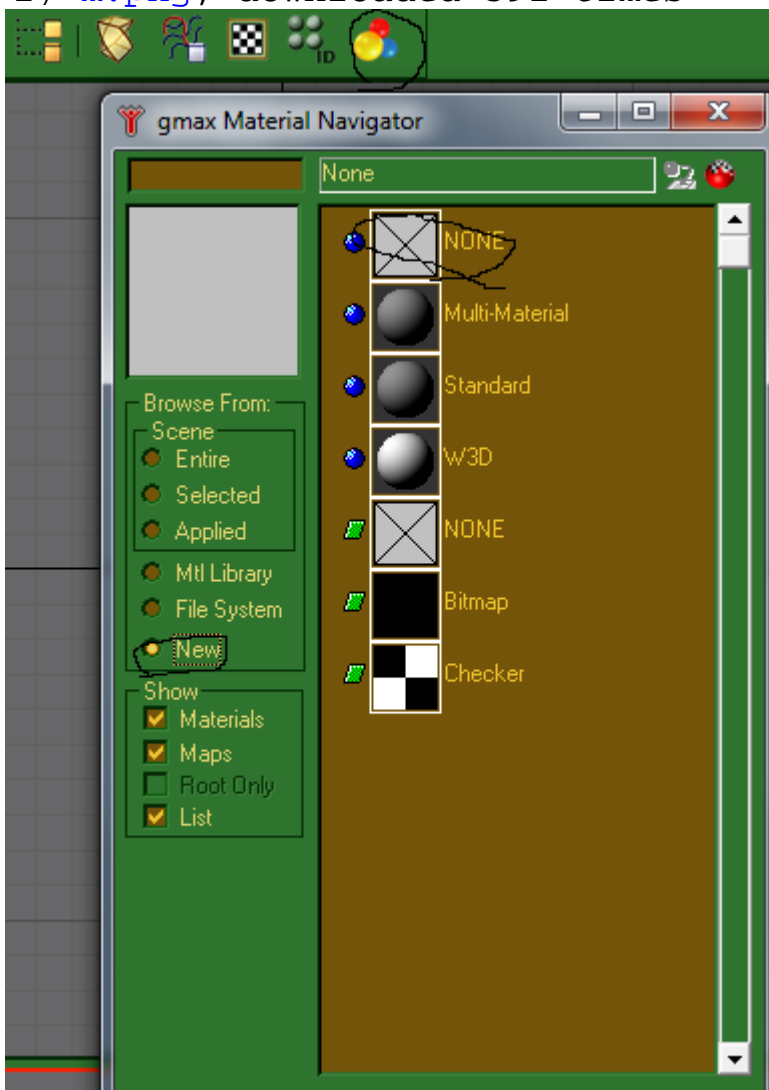 ID
gmax Material Navigator
None
NONE
Multi-Material
Standard
W3D
NONE
Bitmap
Checker
Browse From:
Scene
Entire
Selected
Applied
Mtl Library
File System
New
Show
Materials
Maps
Root Only
List